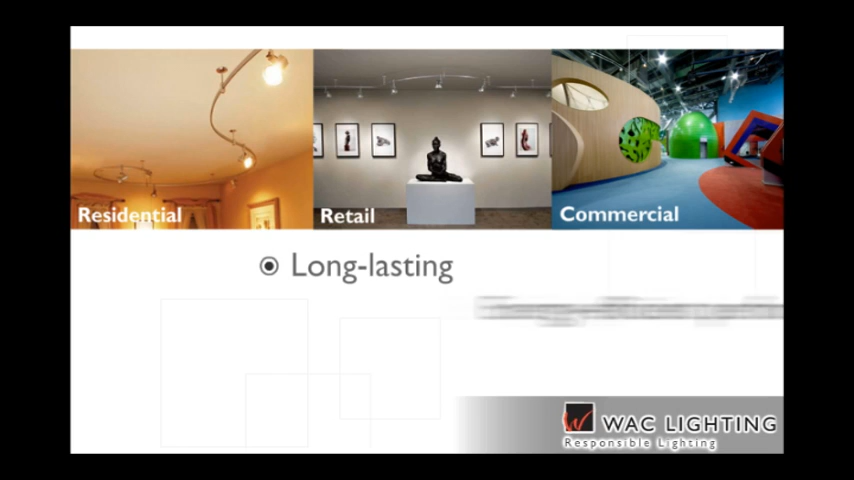 Residential
Retail
Commercial
Long-lasting
WAC LIGHTING
Responsible Lighting